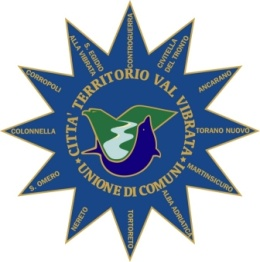 CONTROGUERRA
CIVITELLA
DEL TRONTO
ANCARANO
TORANO NUOVO
MARTINSICURO
ALBA ADRIATICA
TORTORETO
NERETO
S. OMERO
COLONNELLA
CORROPOLI
S. EGIDIO
ALLA VIBRATA
CITTA' TERRITORIO VAL VIBRATA
* UNIONE DI COMUNI *